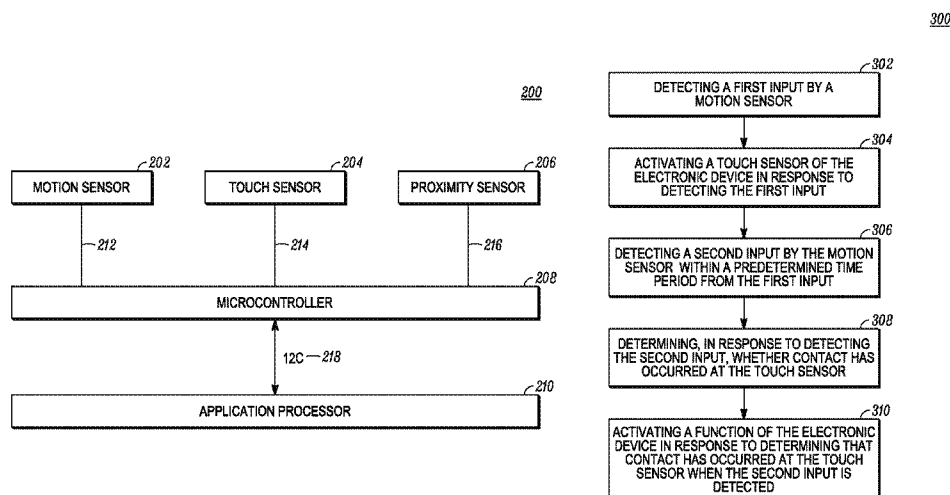 200
202
MOTION SENSOR
204
TOUCH SENSOR
206
PROXIMITY SENSOR
212
214
216
208
MICROCONTROLLER
12C
218
210
APPLICATION PROCESSOR
300
302
DETECTING A FIRST INPUT BY A
MOTION SENSOR
304
ACTIVATING A TOUCH SENSOR OF THE
ELECTRONIC DEVICE IN RESPONSE TO
DETECTING THE FIRST INPUT
306
DETECTING A SECOND INPUT BY THE MOTION
SENSOR WITHIN A PREDETERMINED TIME
PERIOD FROM THE FIRST INPUT
308
DETERMINING, IN RESPONSE TO DETECTING
THE SECOND INPUT, WHETHER CONTACT HAS
OCCURRED AT THE TOUCH SENSOR
310
ACTIVATING A FUNCTION OF THE ELECTRONIC
DEVICE IN RESPONSE TO DETERMINING THAT
CONTACT HAS OCCURRED AT THE TOUCH
SENSOR WHEN THE SECOND INPUT IS
DETECTED